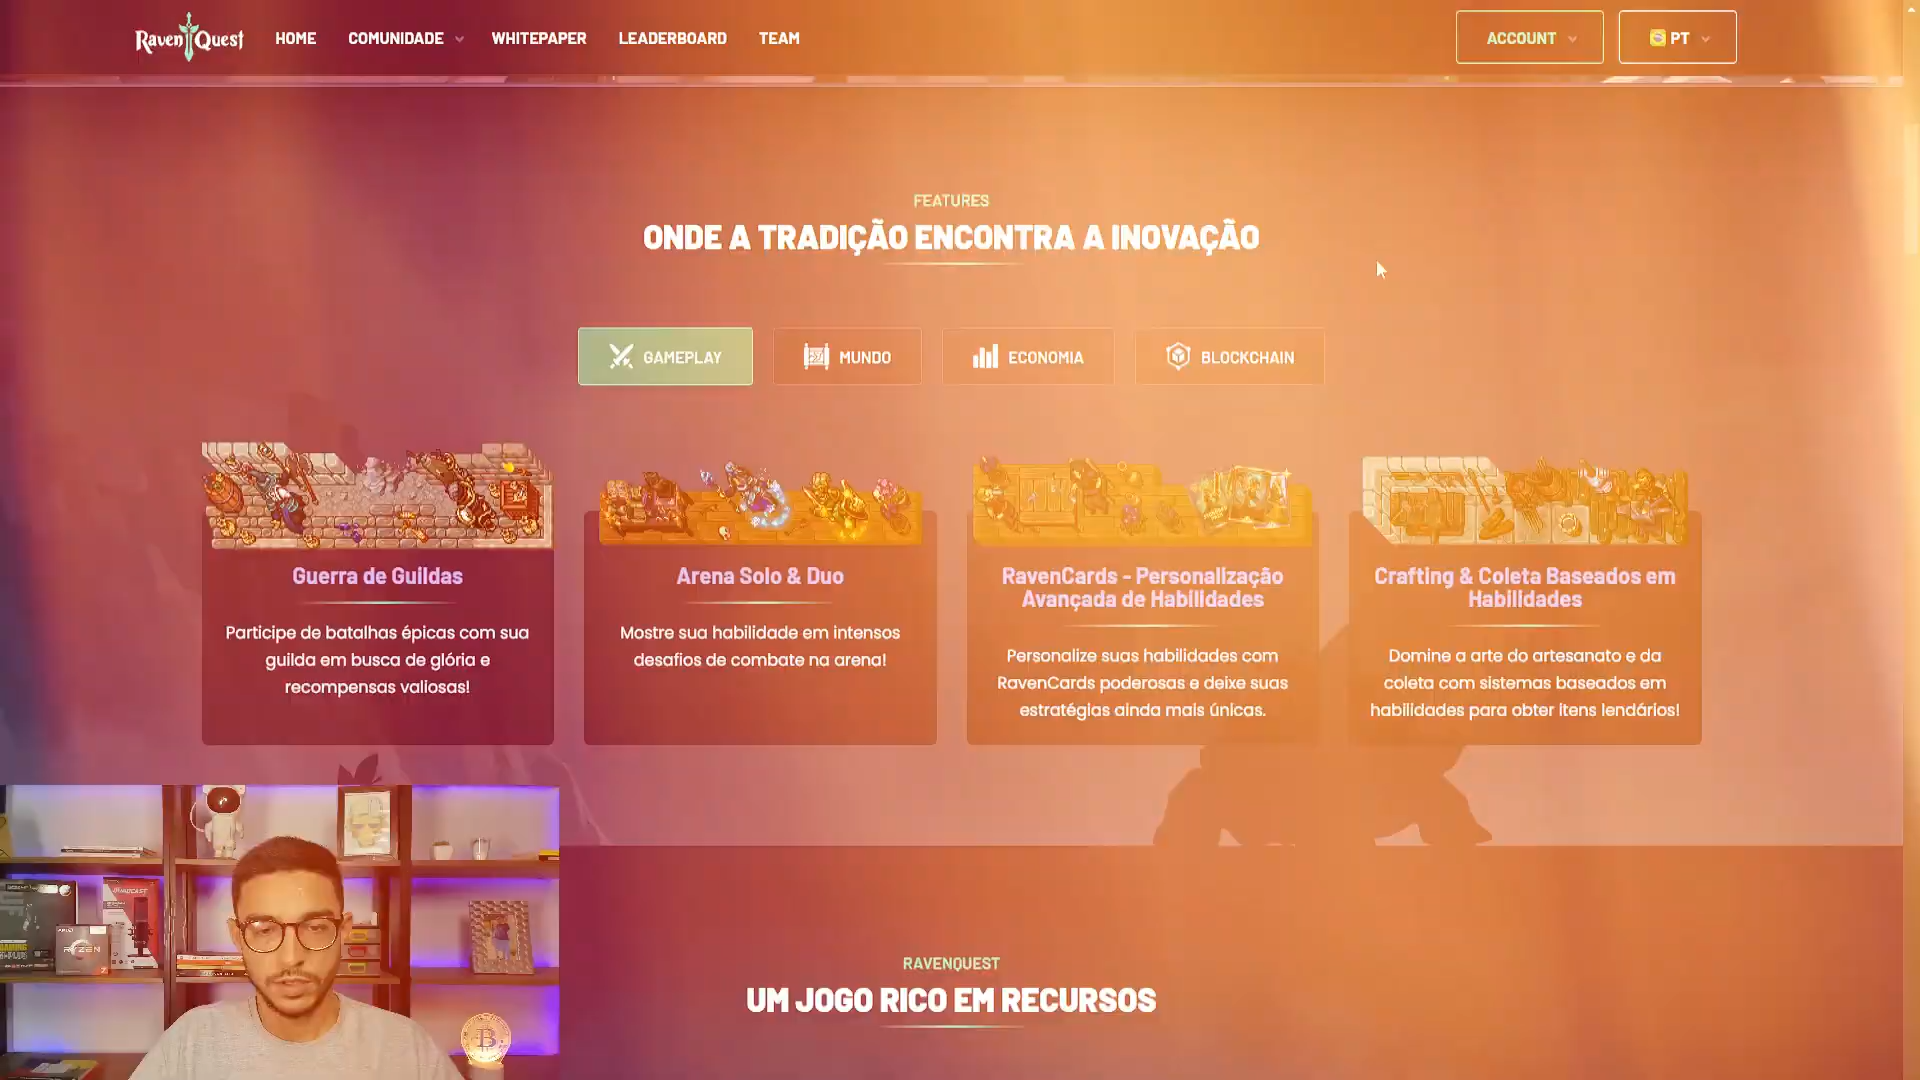 RavenQuest
HOME
COMUNIDADE
WHITEPAPER
LEADERBOARD
TEAM
ACCOUNT
PT
FEATURES
ONDE A TRADIÇÃO ENCONTRA A INOVAÇÃO
GAMEPLAY
MUNDO
ECONOMIA
BLOCKCHAIN
Guerra de Guildas
Participe de batalhas épicas com sua
guilda em busca de glória e
recompensas valiosas!
Arena Solo & Duo
Mostre sua habilidade em intensos
desafios de combate na arena!
RavenCards - Personalização
Avançada de Habilidades
Personalize suas habilidades com
RavenCards poderosas e deixe suas
estratégias ainda mais únicas.
Crafting & Coleta Baseados em
Habilidades
Domine a arte do artesanato e da
coleta com sistemas baseados em
habilidades para obter itens lendários!
RYZEN
RAVENQUEST
UM JOGO RICO EM RECURSOS